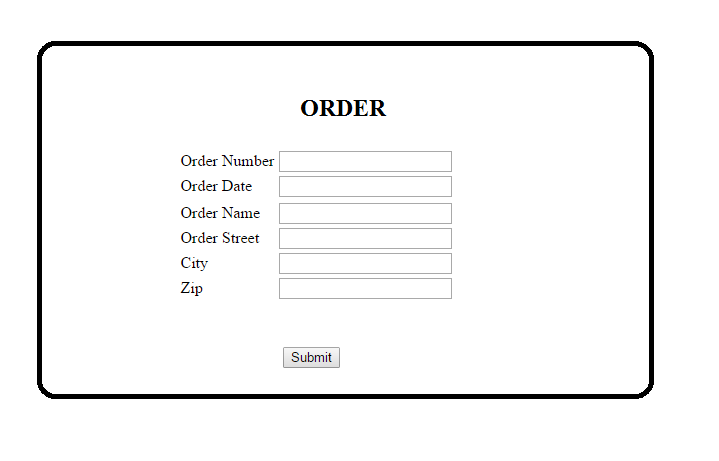 ORDER
Order Number
Order Date
Order Name
Order Street
City
Zip
Submit